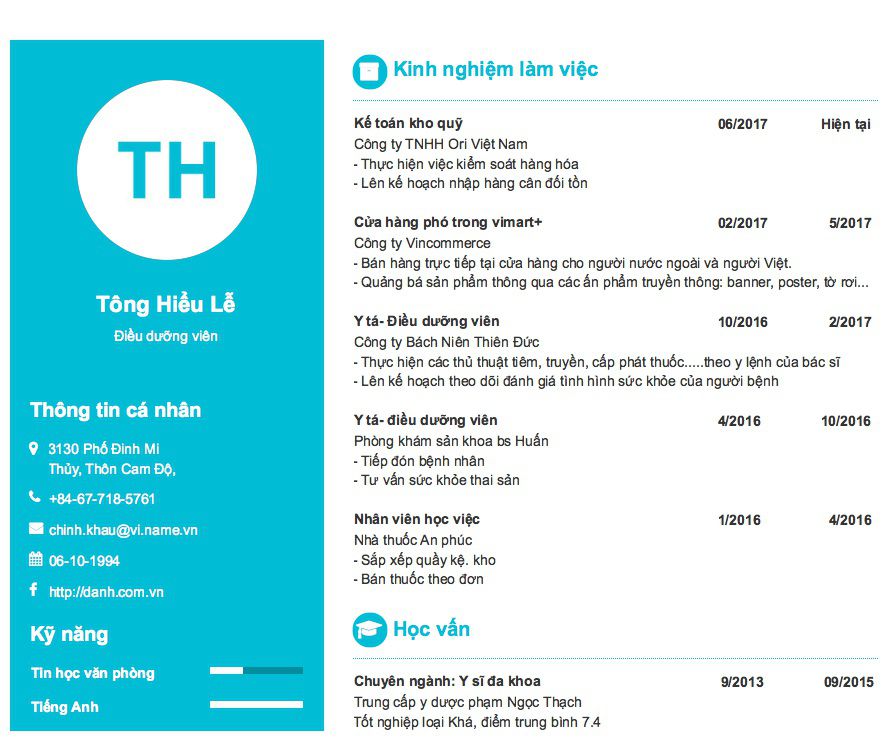 TH
Tông Hiểu Lễ
Điều dưỡng viên
Thông tin cá nhân
3130 Phố Đinh Mi
Thủy, Thôn Cam Độ,
+84-67-718-5761
chinh.khau@vi.name.vn
06-10-1994
http://danh.com.vn
Kỹ năng
Tin học văn phòng
Tiếng Anh
Kinh nghiệm làm việc
Kế toán kho quỹ 06/2017 Hiện tại
Công ty TNHH Ori Việt Nam
- Thực hiện việc kiểm soát hàng hóa
- Lên kế hoạch nhập hàng cân đối tồn
Cửa hàng phó trong vimart+ 02/2017 5/2017
Công ty Vincommerce
- Bán hàng trực tiếp tại cửa hàng cho người nước ngoài và người Việt.
- Quảng bá sản phẩm thông qua các ấn phẩm truyền thông: banner, poster, tờ rơi...
Y tá- Điều dưỡng viên 10/2016 2/2017
Công ty Bách Niên Thiên Đức
- Thực hiện các thủ thuật tiêm, truyền, cấp phát thuốc.....theo y lệnh của bác sĩ
- Lên kế hoạch theo dõi đánh giá tình hình sức khỏe của người bệnh
Y tá- điều dưỡng viên 4/2016 10/2016
Phòng khám sản khoa bs Huấn
- Tiếp đón bệnh nhân
- Tư vấn sức khỏe thai sản
Nhân viên học việc 1/2016 4/2016
Nhà thuốc An phúc
- Sắp xếp quầy kệ. kho
- Bán thuốc theo đơn
Học vấn
Chuyên ngành: Y sĩ đa khoa 9/2013 09/2015
Trung cấp y dược phạm Ngọc Thạch
Tốt nghiệp loại Khá, điểm trung bình 7.4